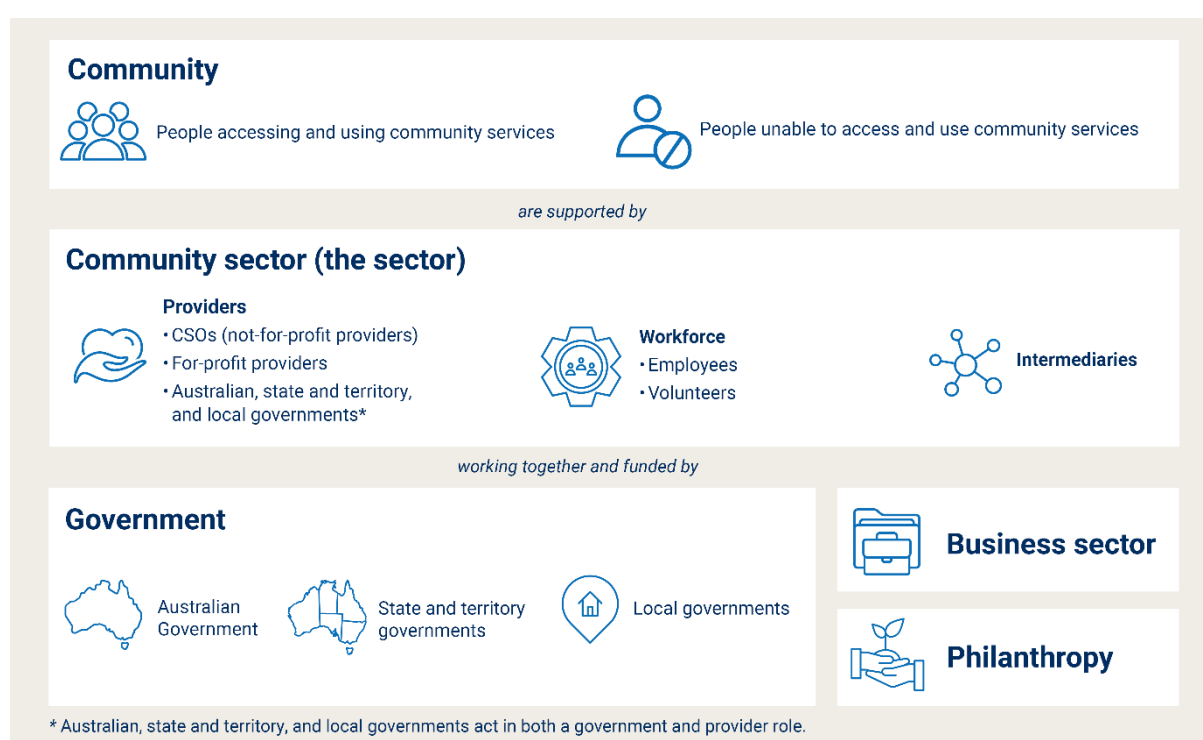 Community
People accessing and using community services
People unable to access and use community services
are supported by
Community sector (the sector)
Providers
• CSOs (not-for-profit providers)
• For-profit providers
• Australian, state and territory,
and local governments*
Workforce
• Employees
• Volunteers
Intermediaries
working together and funded by
Government
Australian
Government
State and territory
governments
Local governments
Business sector
Philanthropy
* Australian, state and territory, and local governments act in both a government and provider role.